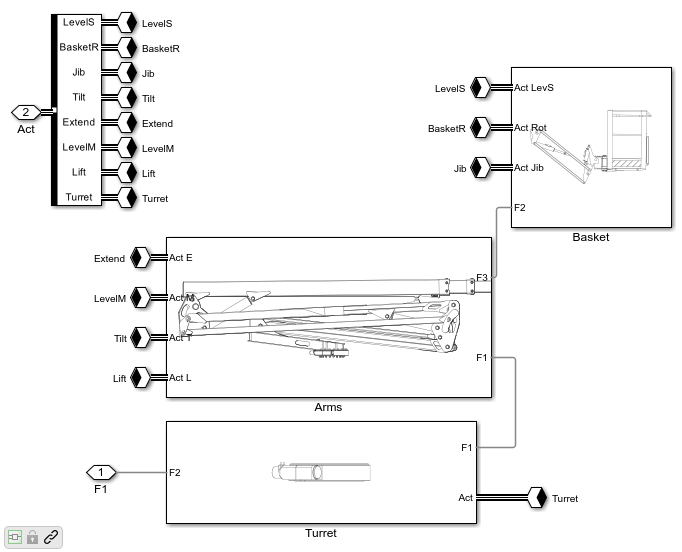 LevelS LevelS
BasketR BasketR
Jib Jib
Tilt Tilt
2
Act
Extend Extend
LevelM LevelM
Lift Lift
Turret Turret
LevelS Act LevS
BasketR Act Rot
Jib Act Jib
F2
Basket
Extend Act E
F3
LevelM Act M
Tilt Act T
F1
Lift Act L
Arms
F1
1 F2
F1
Act Turret
Turret